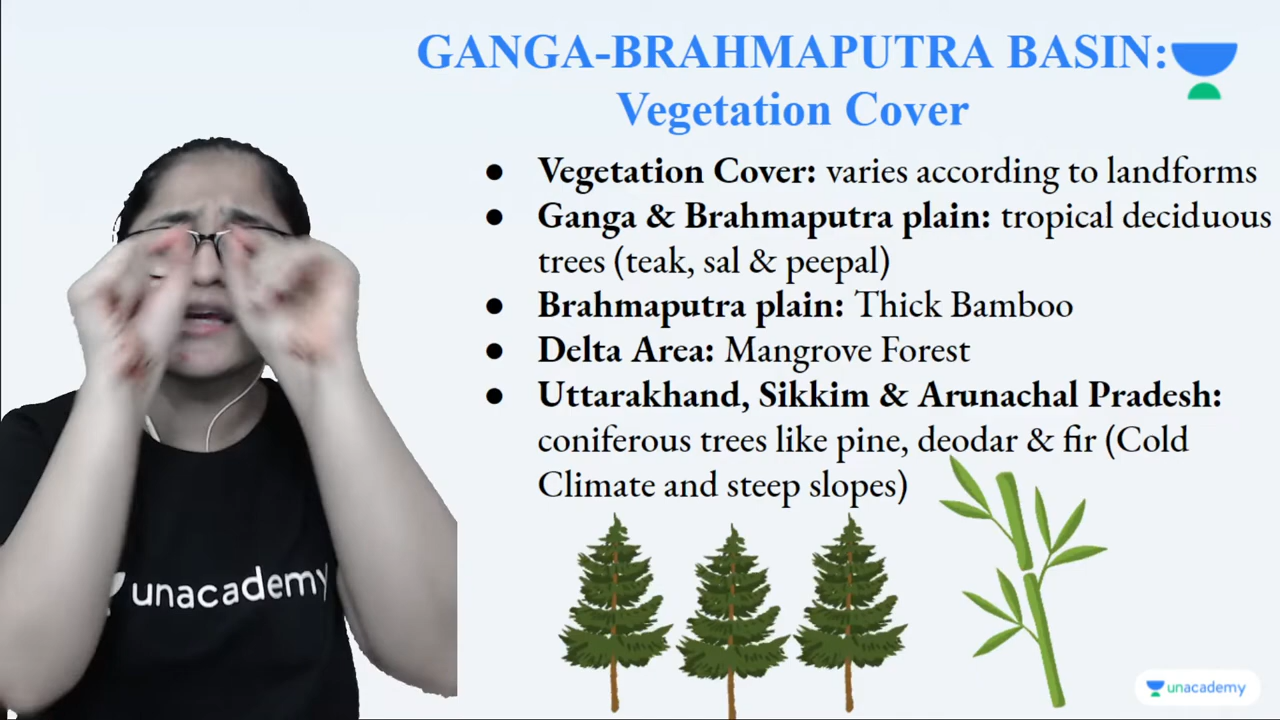 GANGA-BRAHMAPUTRA BASIN:
Vegetation Cover
● Vegetation Cover: varies according to landforms
● Ganga & Brahmaputra plain: tropical deciduous
trees (teak, sal & peepal)
● Brahmaputra plain: Thick Bamboo
● Delta Area: Mangrove Forest
● Uttarakhand, Sikkim & Arunachal Pradesh:
coniferous trees like pine, deodar & fir (Cold
Climate and steep slopes)
unacademy
unacademy